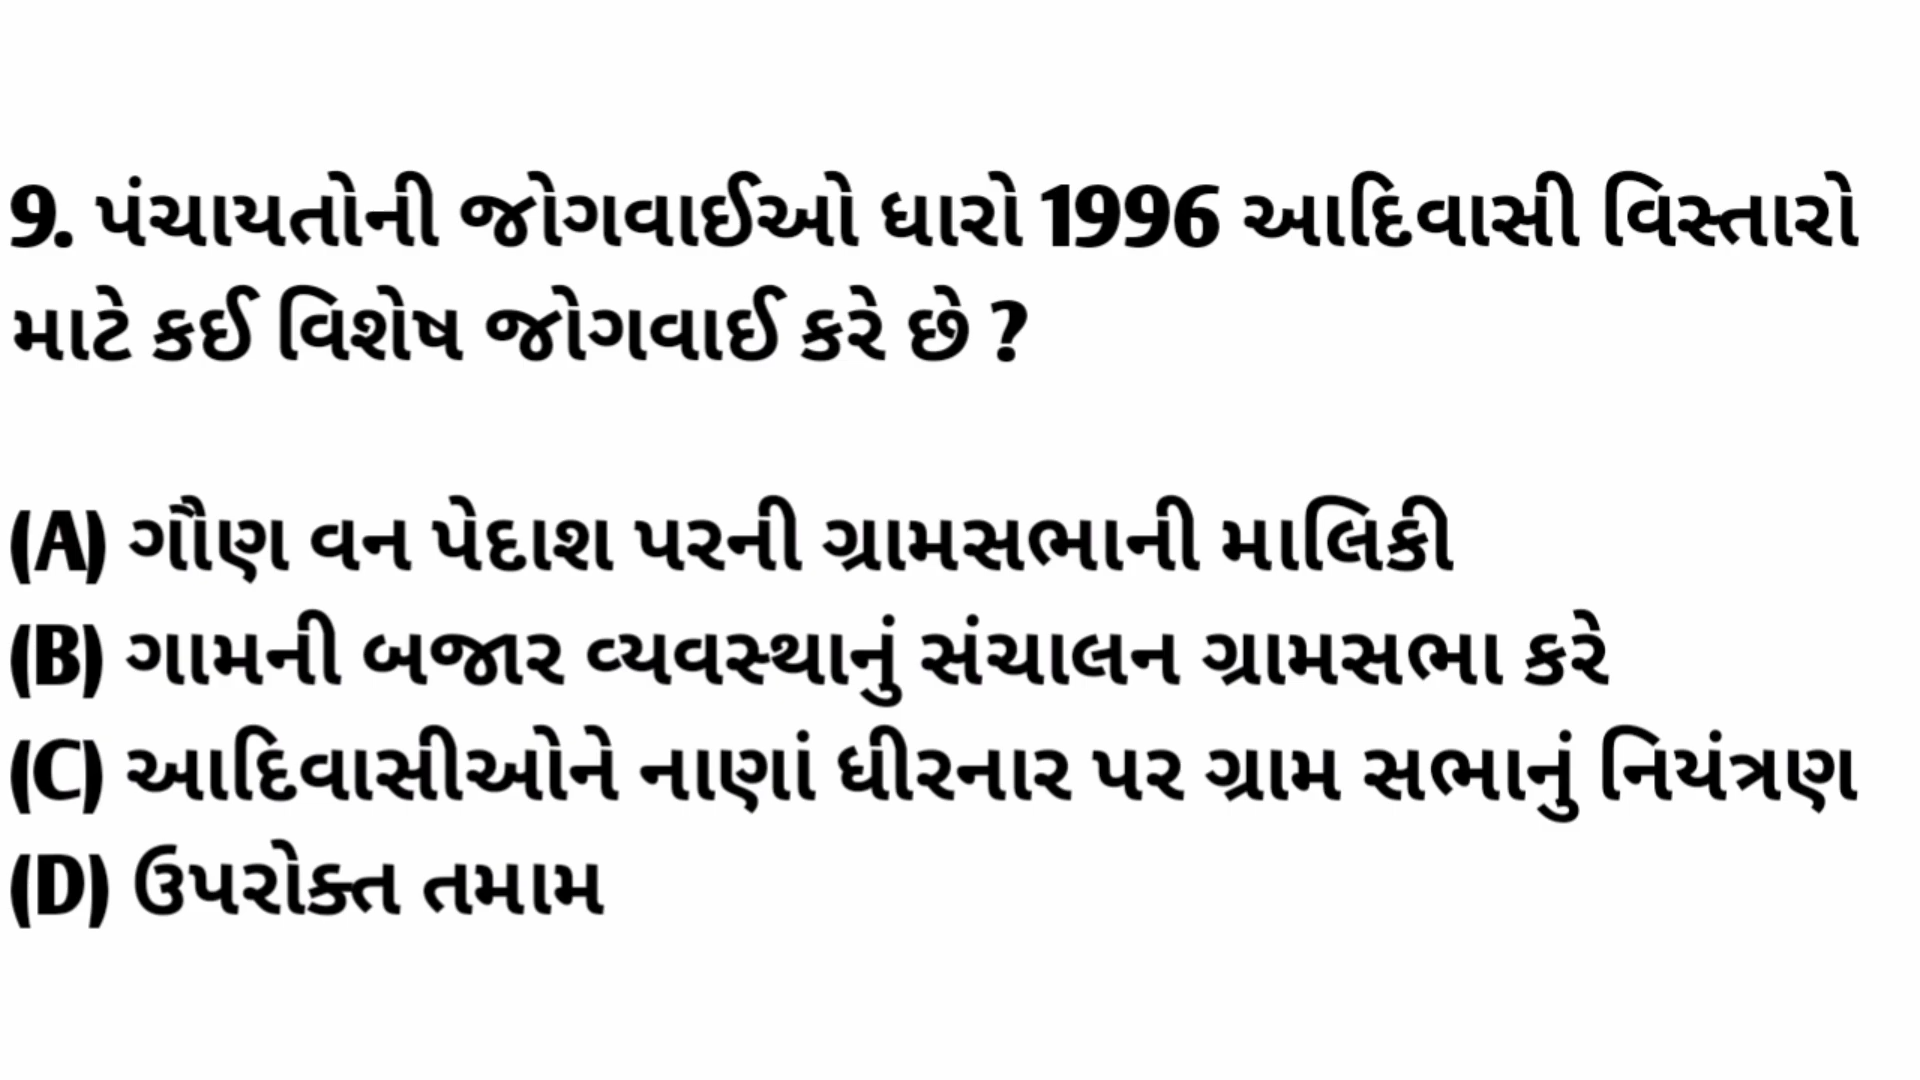 9. પંચાયતોની જોગવાઈઓ ધારો 1996 આદિવાસી વિસ્તારો
માટે કઈ વિશેષ જોગવાઈ કરે છે ?
(A) ગૌણ વન પેદાશ પરની ગ્રામસભાની માલિકી
(B) ગામની બજાર વ્યવસ્થાનું સંચાલન ગ્રામસભા કરે
(C) આદિવાસીઓને નાણાં ધીરનાર પર ગ્રામ સભાનું નિયંત્રણ
(D) ઉપરોક્ત તમામ